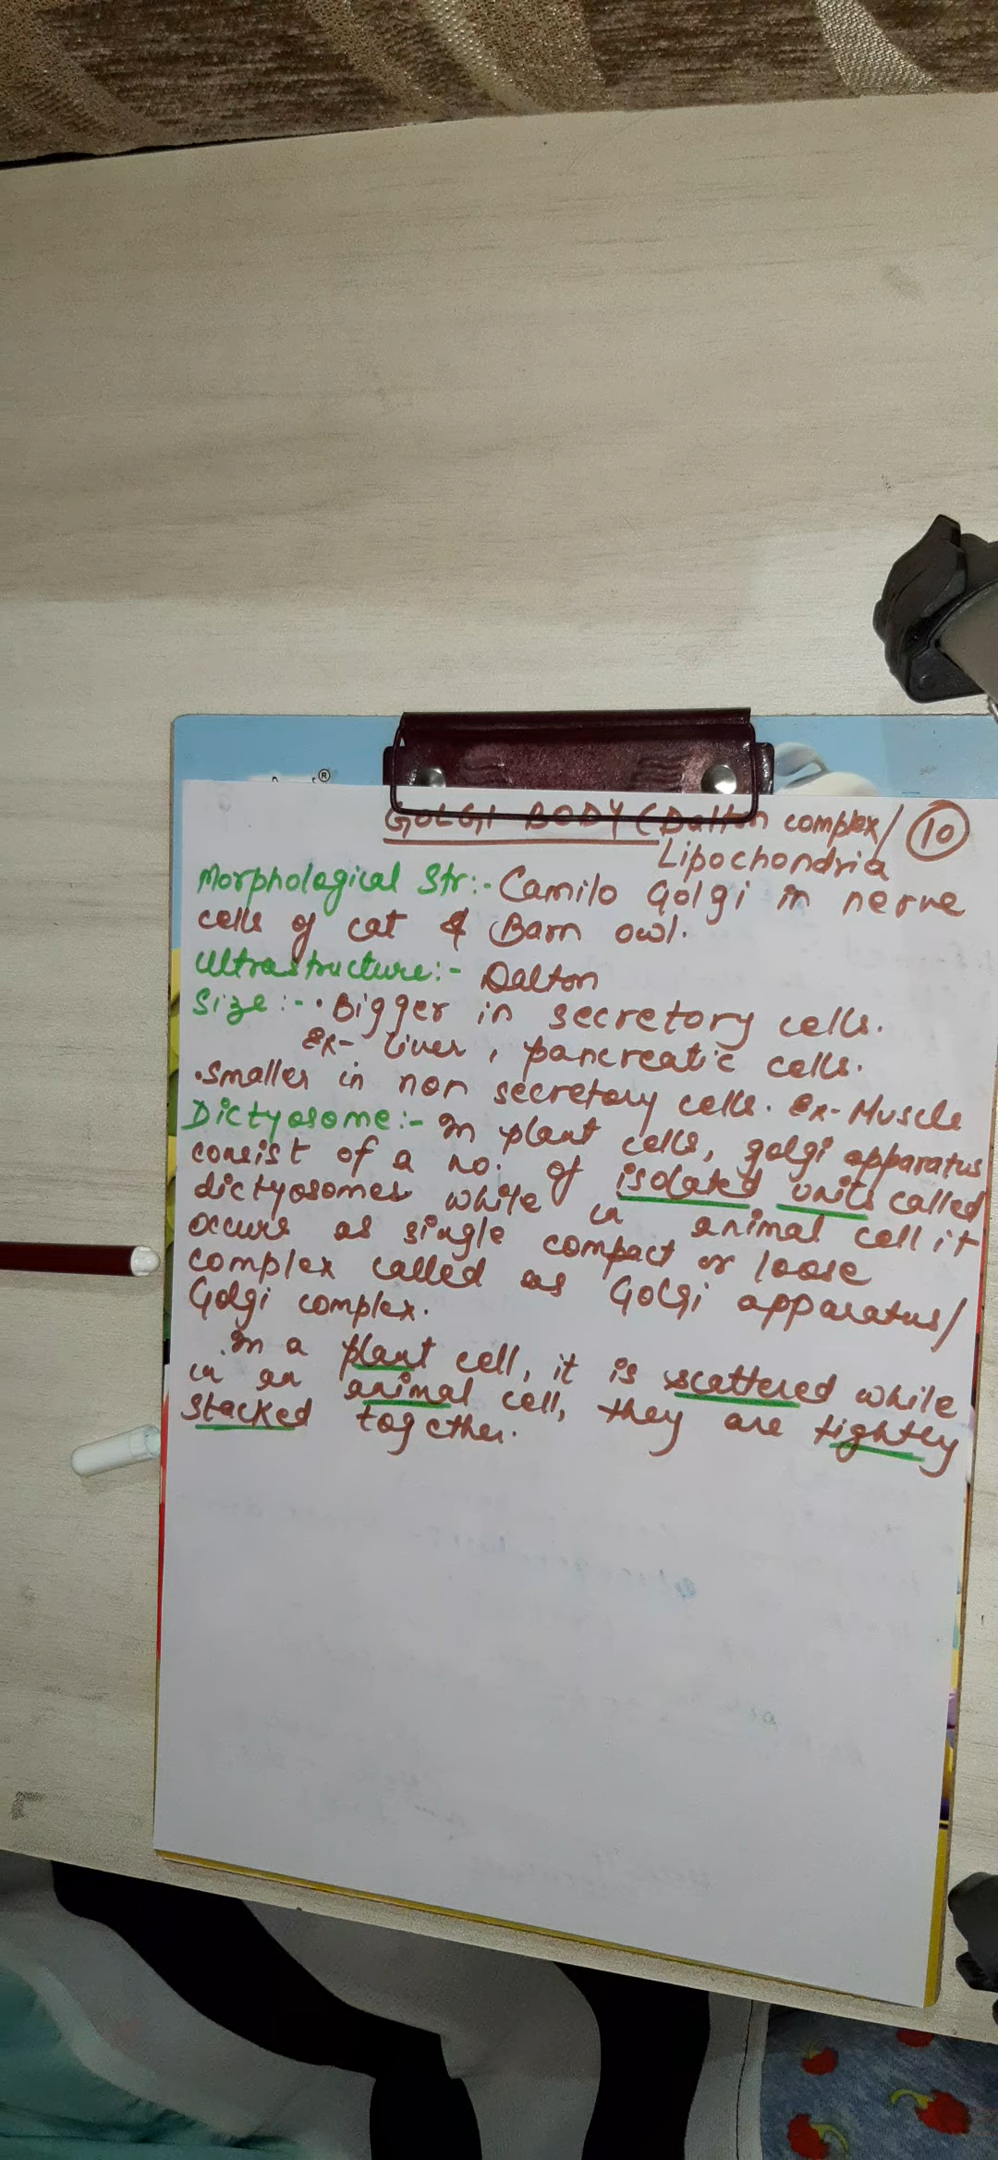 GOLGI BODY (Dalton complex/ 10
Lipochondria
Morphological Str:- Camilo Golgi in nerve
cells of cat & Barn owl.
Ultrastructure:- Dalton
Size:- • Bigger in secretory cells.
Ex- liver, pancreatic cells.
• Smaller in non secretory cells. Ex- Muscle
Dictyosome:- In plant cells, golgi apparatus
consist of a no. of isolated units called
dictyosomes while in animal cell it
occurs as single compact or loose
complex called as Golgi apparatus/
Golgi complex.
In a plant cell, it is scattered while
in an animal cell, they are tightly
stacked together.